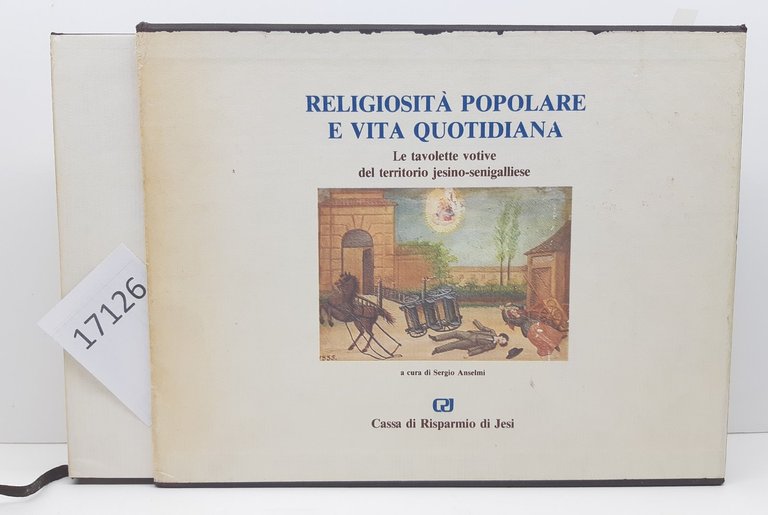 RELIGIOSITÀ POPOLARE
E VITA QUOTIDIANA
Le tavolette votive
del territorio jesino-senigalliese
a cura di Sergio Anselmi
Cassa di Risparmio di Jesi
17126